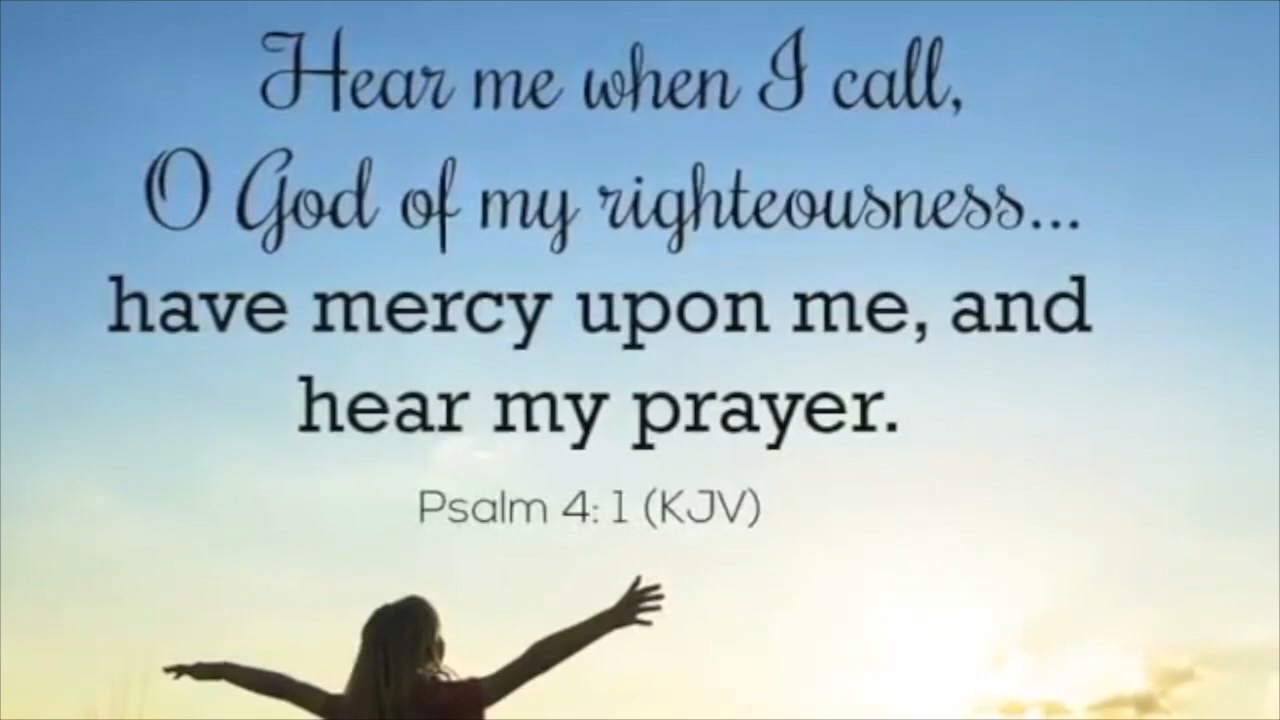 Hear me when I call,
O God of my righteousness...
have mercy upon me, and
hear my prayer.
Psalm 4: 1 (KJV)